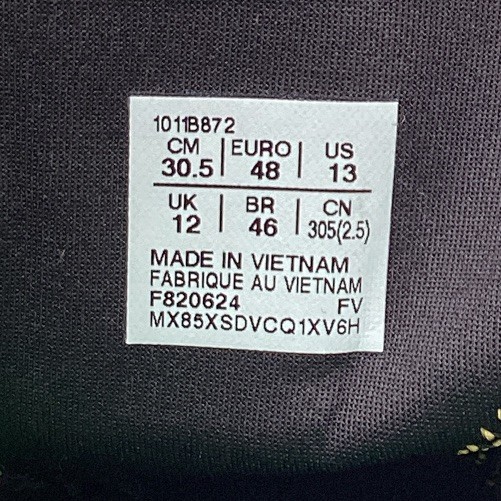 1011B872
CM | EURO | US
30.5 | 48 | 13
UK | BR | CN
12 | 46 | 305(2.5)
MADE IN VIETNAM
FABRIQUE AU VIETNAM
F820624 FV
MX85XSDVCQ1XV6H